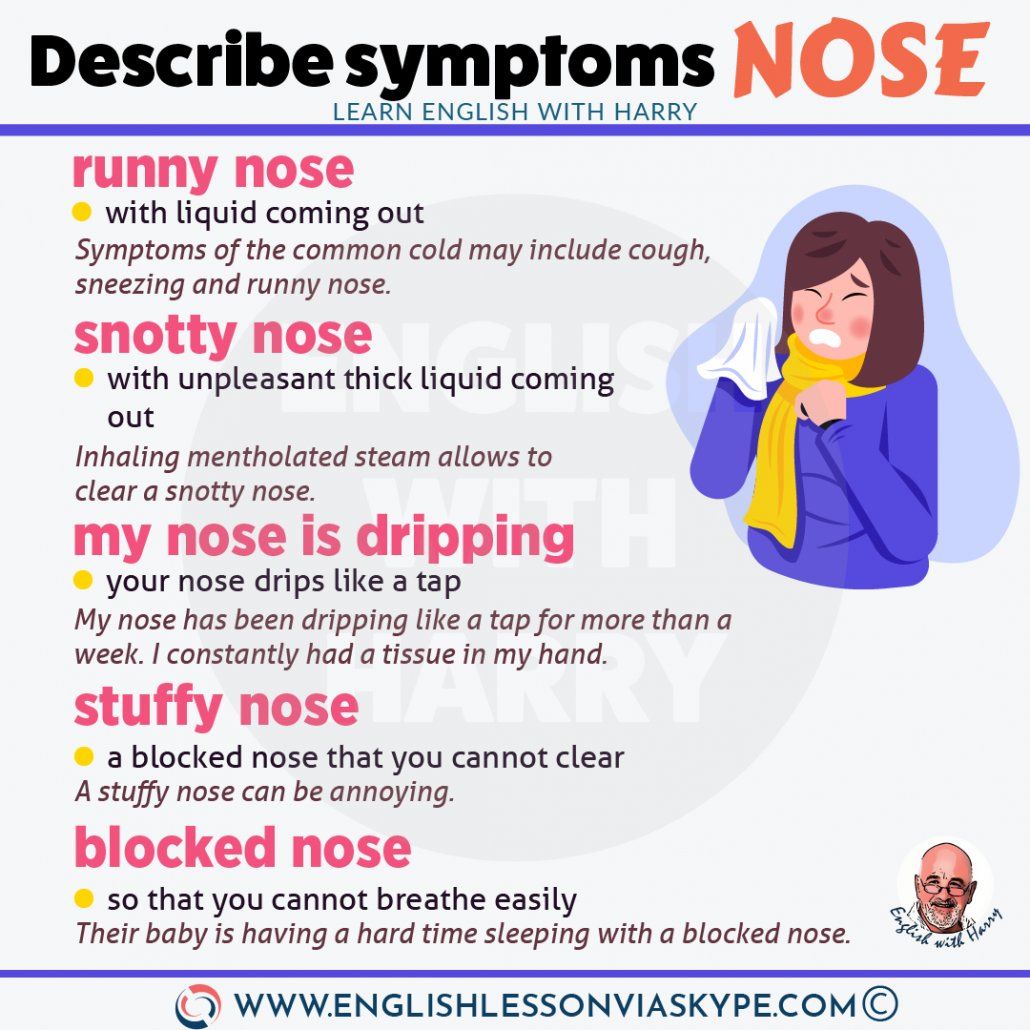 Describe symptoms NOSE
LEARN ENGLISH WITH HARRY
runny nose
with liquid coming out
Symptoms of the common cold may include cough,
sneezing and runny nose.
snotty nose
with unpleasant thick liquid coming
out
Inhaling mentholated steam allows to
clear a snotty nose.
my nose is dripping
your nose drips like a tap
My nose has been dripping like a tap for more than a
week. I constantly had a tissue in my hand.
stuffy nose
a blocked nose that you cannot clear
A stuffy nose can be annoying.
blocked nose
so that you cannot breathe easily
Their baby is having a hard time sleeping with a blocked nose.
ENGLISH
WITH
HARRY
English with Harry
WWW.ENGLISHLESSONVIASKYPE.COM©